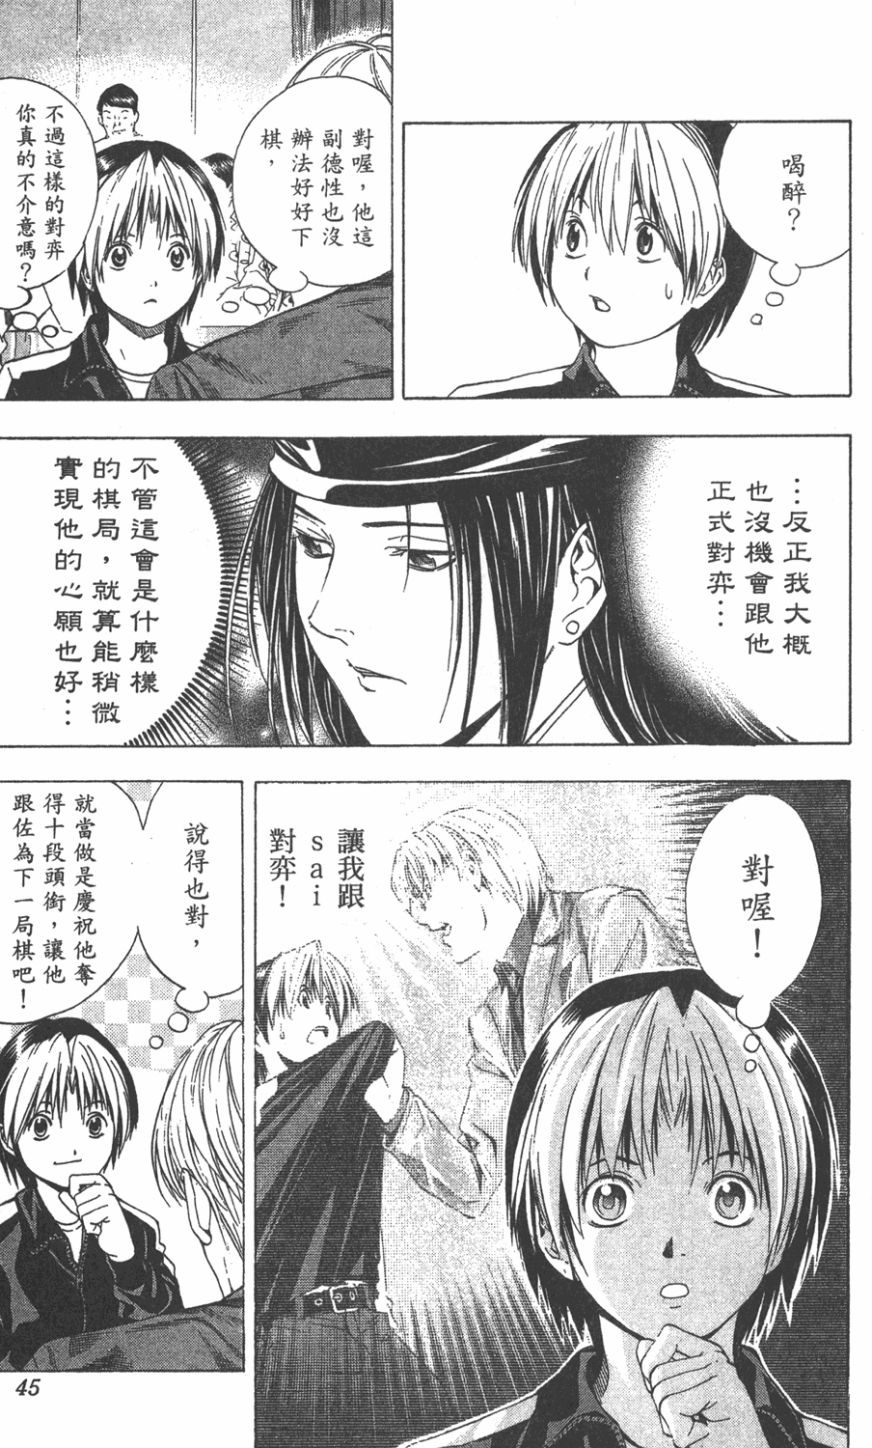 喝醉？
對喔，他這
副德性也沒
辦法好好下
棋，
不過這樣的對弈
你真的不介意嗎？
…反正我大概
也沒機會跟他
正式對弈…
不管這會是什麼樣
的棋局，就算能稍微
實現他的心願也好…
對喔！
讓我跟
sai
對弈！
說得也對，
就當做是慶祝他奪
得十段頭銜，讓他
跟佐為下一局棋吧！
45